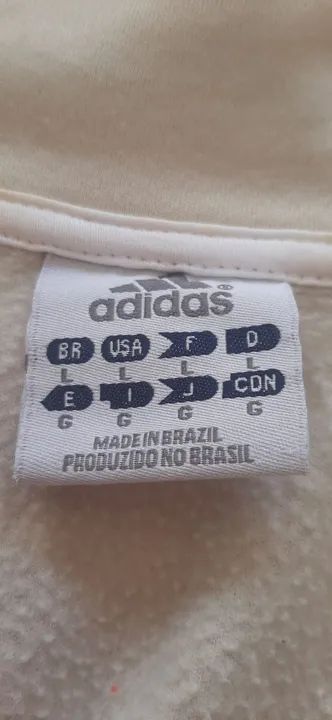 adidas®
BR USA F D
L L L L
E I J CDN
G G G G
MADE IN BRAZIL
PRODUZIDO NO BRASIL